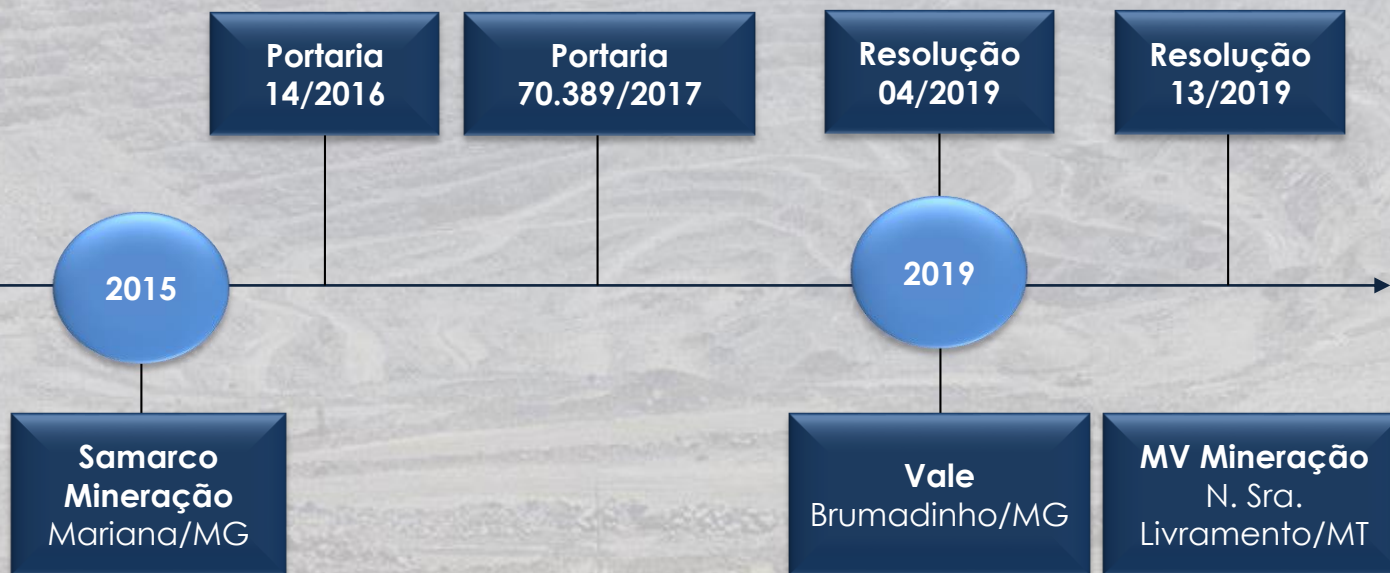 Portaria
14/2016
Portaria
70.389/2017
Resolução
04/2019
Resolução
13/2019
2015
2019
Samarco
Mineração
Mariana/MG
Vale
Brumadinho/MG
MV Mineração
N. Sra.
Livramento/MT